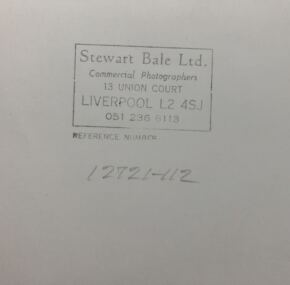 Stewart Bale Ltd.
Commercial Photographers
13 UNION COURT
LIVERPOOL L2 4SJ
051 236 6113
REFERENCE NUMBER
12721-112